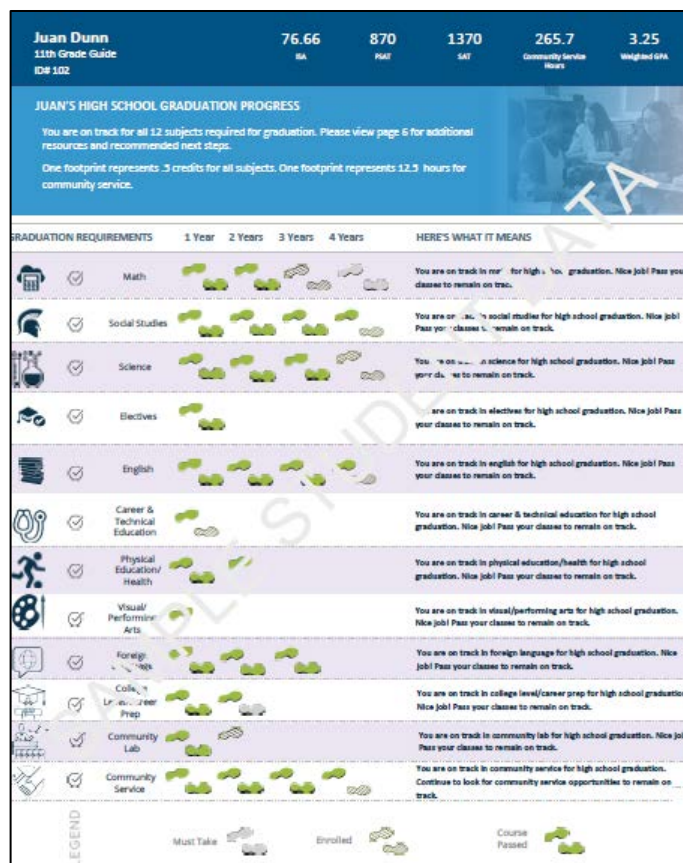 Juan Dunn
11th Grade Guide
ID# 102
76.66
ISA
870
PSAT
1370
SAT
265.7
Community Service
Hours
3.25
Weighted GPA
JUAN'S HIGH SCHOOL GRADUATION PROGRESS
You are on track for all 12 subjects required for graduation. Please view page 6 for additional
resources and recommended next steps.
One footprint represents .5 credits for all subjects. One footprint represents 12.5 hours for
community service.
GRADUATION REQUIREMENTS 1 Year 2 Years 3 Years 4 Years HERE'S WHAT IT MEANS
Math
You are on track in for high graduation. Nice job! Pass your
classes to remain on trac.
Social Studies
You are on in social studies for high school graduation. Nice job!
Pass your classes to remain on track.
Science
on in science for high school graduation. Nice job! Pass
your classes to remain on track.
Electives
are on track in electives for high school graduation. Nice job! Pass
your classes to remain on track.
English
You are on track in english for high school graduation. Nice job! Pass
your classes to remain on track.
Career &
Technical
Education
You are on track in career & technical education for high school
graduation. Nice job! Pass your classes to remain on track.
Physical
Education/
Health
You are on track in physical education/health for high school
graduation. Nice job! Pass your classes to remain on track.
Visual/
Performing
Arts
You are on track in visual/performing arts for high school graduation.
Nice job! Pass your classes to remain on track.
Foreign
You are on track in foreign language for high school graduation. Nice
job! Pass your classes to remain on track.
College
Level/Career
Prep
You are on track in college level/career prep for high school graduation
Nice job! Pass your classes to remain on track.
Community
Lab
You are on track in community lab for high school graduation. Nice jo
Pass your classes to remain on track.
Community
Service
You are on track in community service for high school graduation.
Continue to look for community service opportunities to remain on
track.
LEGEND
Must Take
Enrolled
Course
Passed
SAMPLE STUDENT DATA